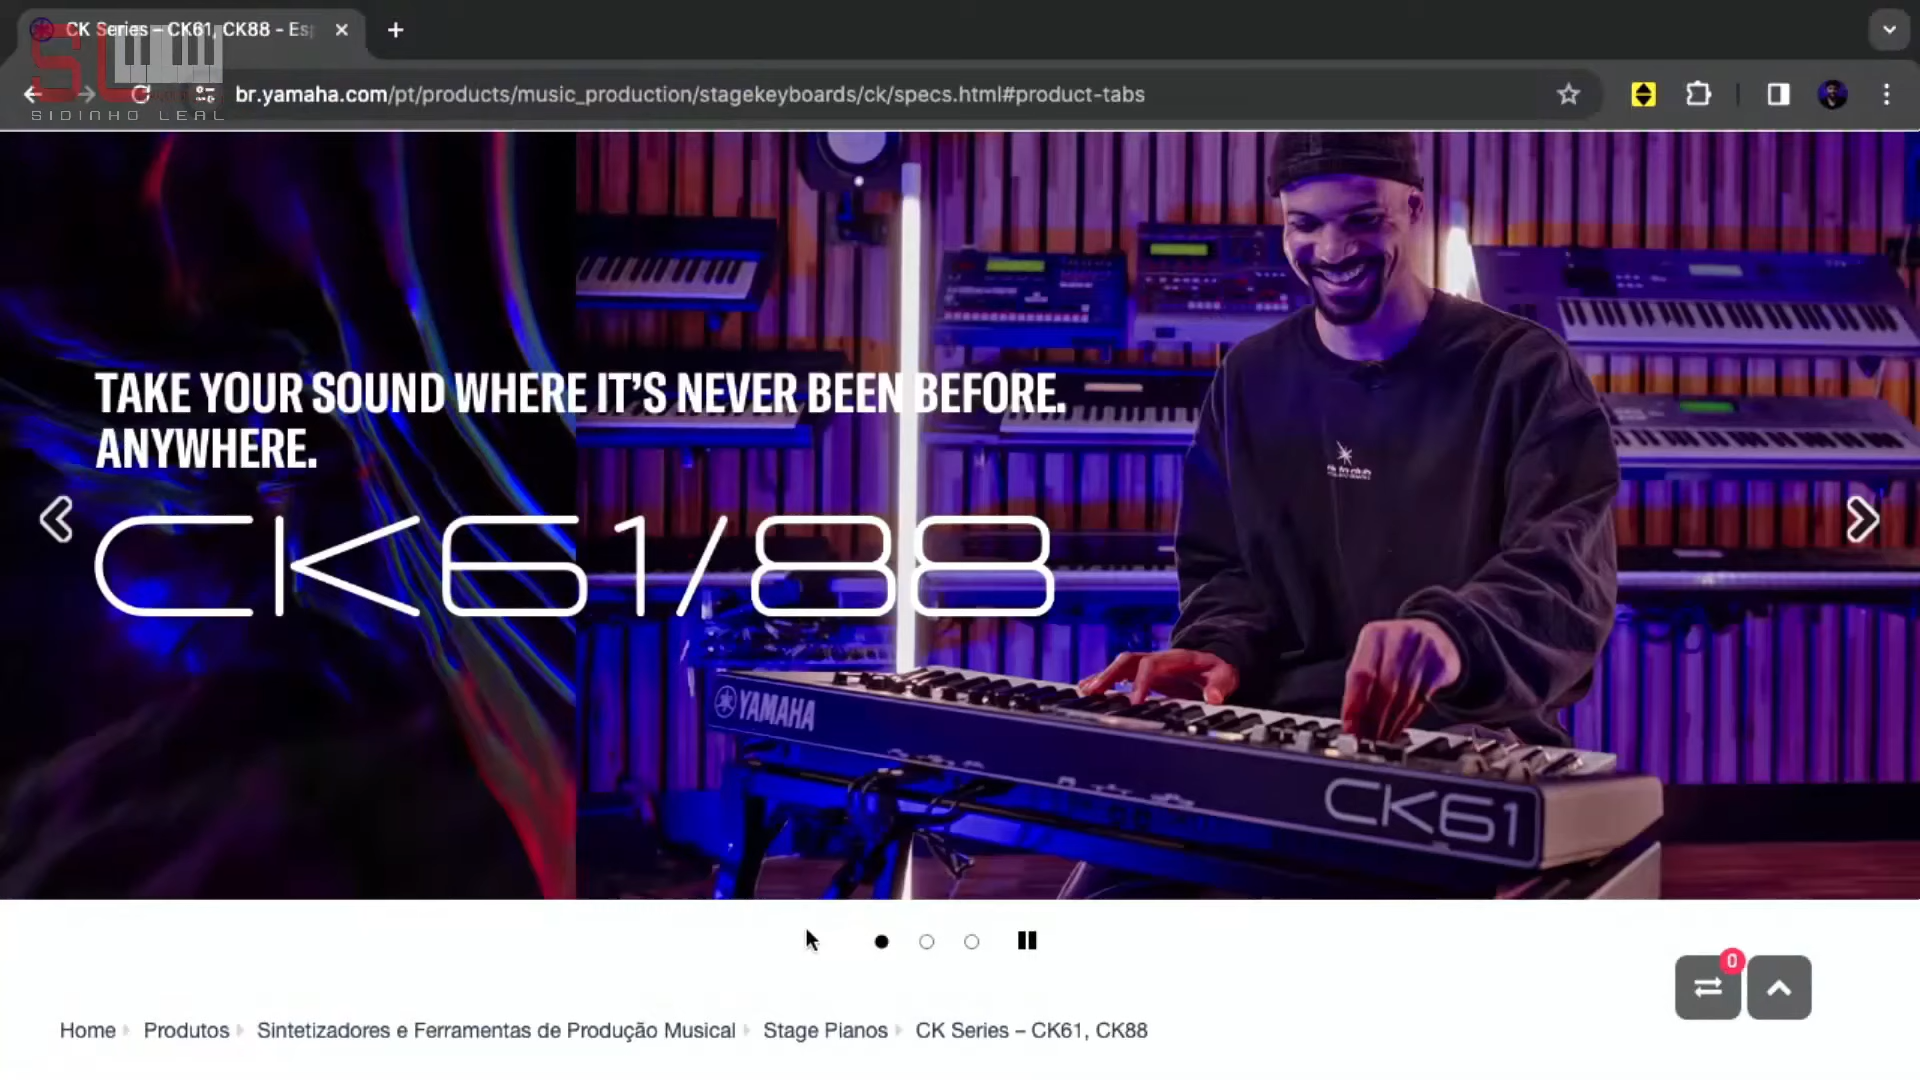 CK Series – CK61, CK88 - Esp
SL
SIDINHO LEAL
br.yamaha.com/pt/products/music_production/stagekeyboards/ck/specs.html#product-tabs
TAKE YOUR SOUND WHERE IT'S NEVER BEEN BEFORE.
ANYWHERE.
CK61/88
YAMAHA
CK61
0
Home Produtos Sintetizadores e Ferramentas de Produção Musical Stage Pianos CK Series – CK61, CK88